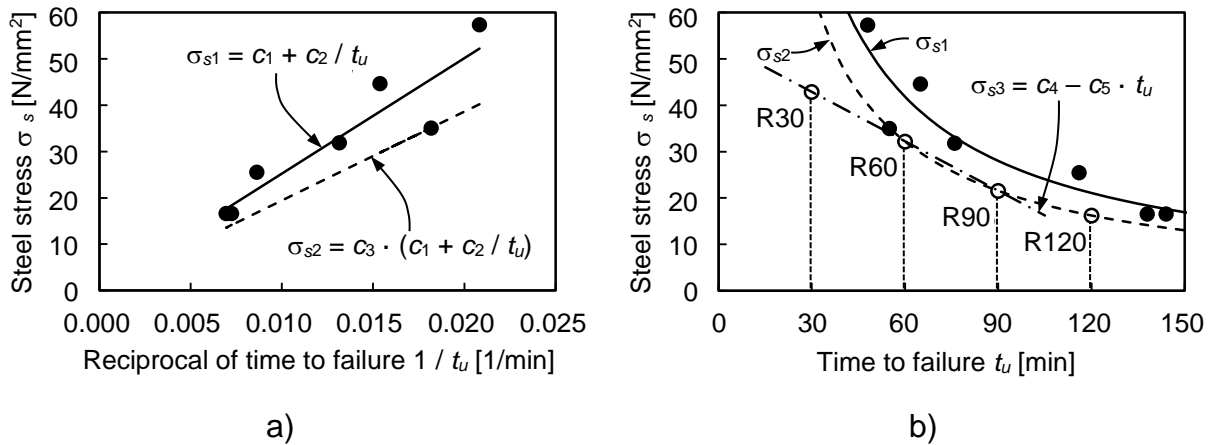 Steel stress σ s [N/mm²]
60
50
40
30
20
10
0
σs1 = c1 + c2 / tu
σs2 = c3 · (c1 + c2 / tu)
0.000 0.005 0.010 0.015 0.020 0.025
Reciprocal of time to failure 1 / tu [1/min]
a)
Steel stress σ s [N/mm²]
60
50
40
30
20
10
0
σs2
σs1
σs3 = c4 – c5 · tu
R30
R60
R90
R120
0 30 60 90 120 150
Time to failure tu [min]
b)